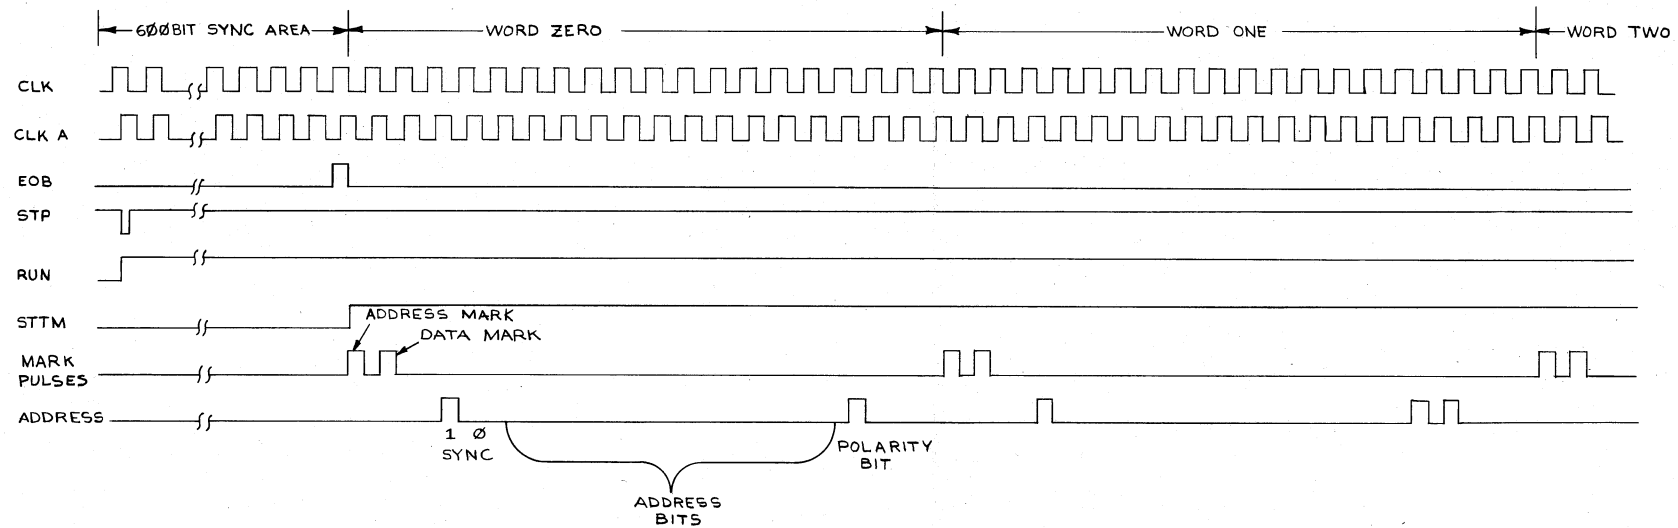 6ØØBIT SYNC AREA
WORD ZERO
WORD ONE
WORD TWO
CLK
CLK A
EOB
STP
RUN
STTM
ADDRESS MARK
DATA MARK
MARK
PULSES
ADDRESS
1 Ø
SYNC
POLARITY
BIT
ADDRESS
BITS